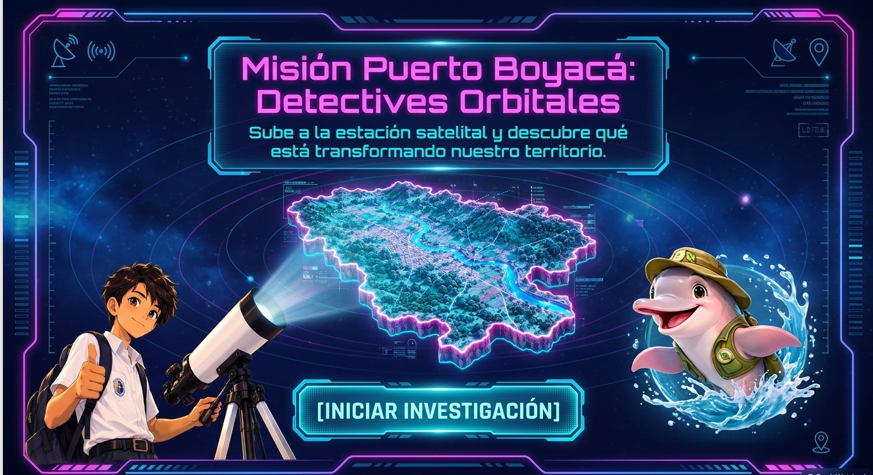 Misión Puerto Boyacá:
Detectives Orbitales
Sube a la estación satelital y descubre qué
está transformando nuestro territorio.
[INICIAR INVESTIGACIÓN]